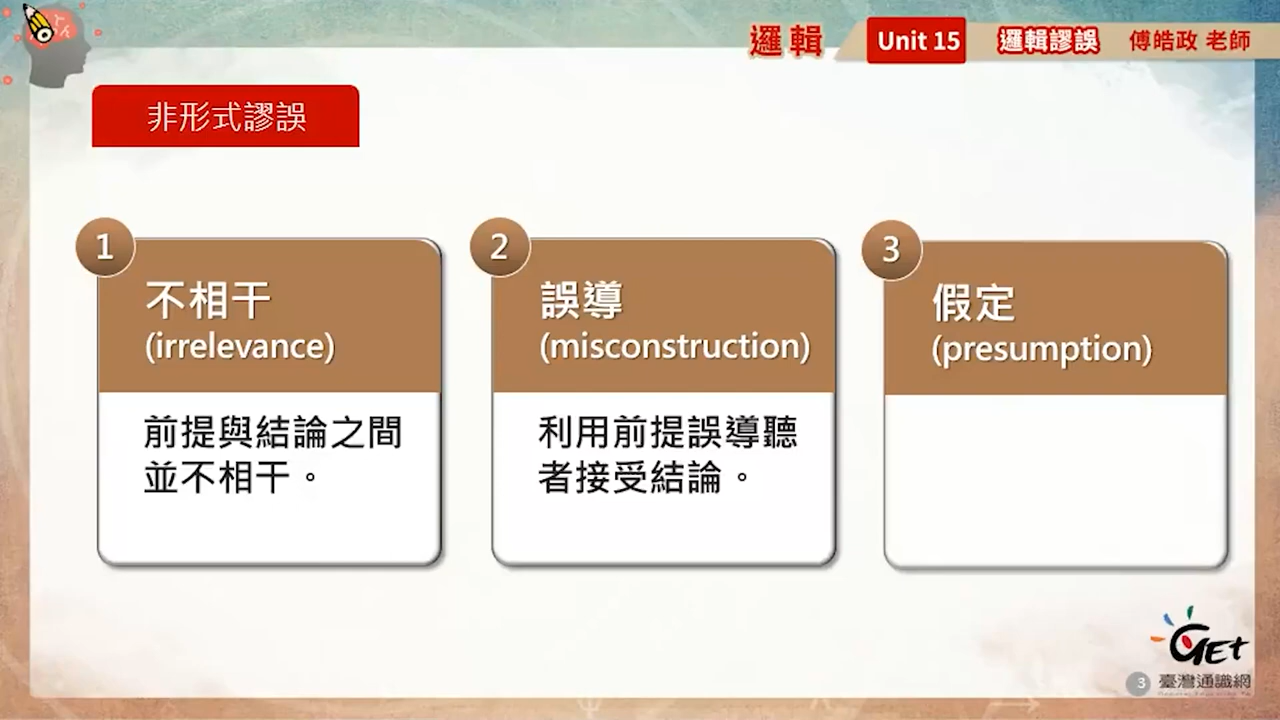 邏輯 Unit 15 邏輯謬誤 傅皓政 老師
非形式謬誤
1
不相干
(irrelevance)
前提與結論之間
並不相干。
2
誤導
(misconstruction)
利用前提誤導聽
者接受結論。
3
假定
(presumption)
GET
3 臺灣通識網